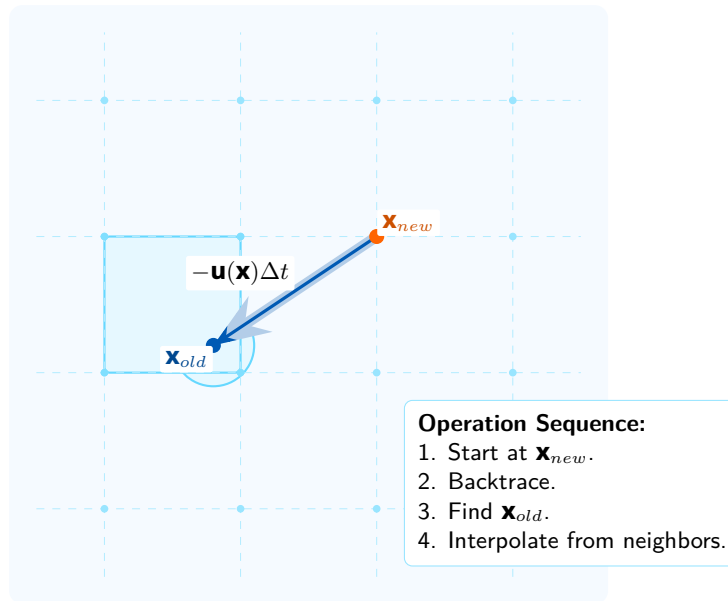 𝐱_new
−𝐮(𝐱)Δt
𝐱_old
Operation Sequence:
1. Start at 𝐱_new.
2. Backtrace.
3. Find 𝐱_old.
4. Interpolate from neighbors.